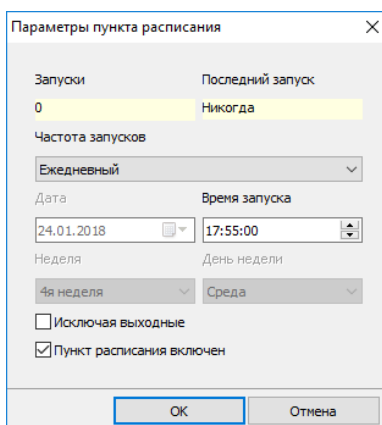 Параметры пункта расписания
Запуски Последний запуск
0 Никогда
Частота запусков
Ежедневный
Дата Время запуска
24.01.2018 17:55:00
Неделя День недели
4я неделя Среда
Исключая выходные
Пункт расписания включен
ОК Отмена